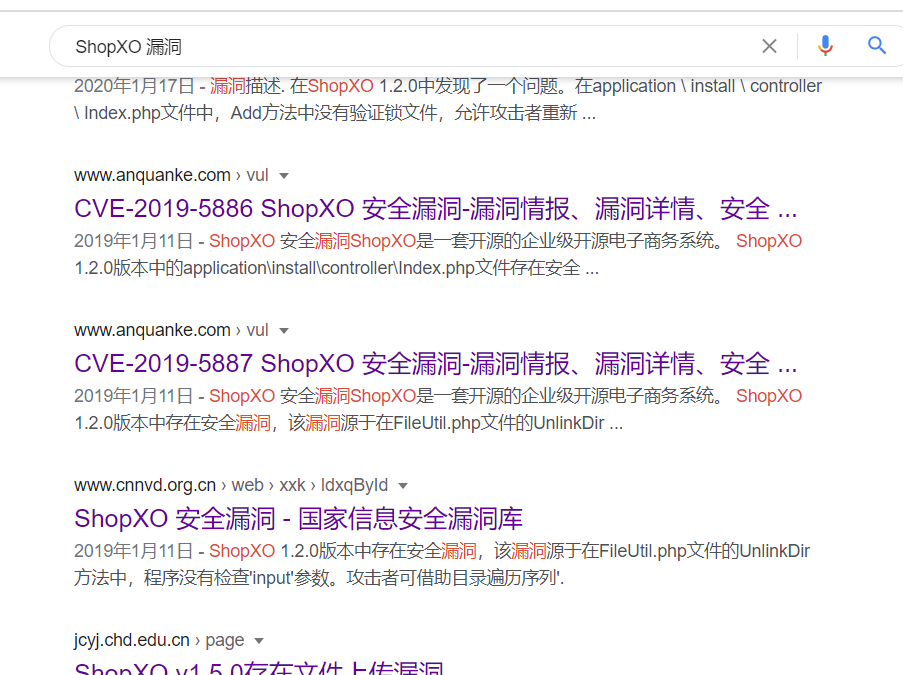 ShopXO 漏洞
2020年1月17日 - 漏洞描述. 在ShopXO 1.2.0中发现了一个问题。在application \ install \ controller
\ Index.php文件中，Add方法中没有验证锁文件，允许攻击者重新 ...
www.anquanke.com › vul
CVE-2019-5886 ShopXO 安全漏洞-漏洞情报、漏洞详情、安全 ...
2019年1月11日 - ShopXO 安全漏洞ShopXO是一套开源的企业级开源电子商务系统。 ShopXO
1.2.0版本中的application\install\controller\Index.php文件存在安全 ...
www.anquanke.com › vul
CVE-2019-5887 ShopXO 安全漏洞-漏洞情报、漏洞详情、安全 ...
2019年1月11日 - ShopXO 安全漏洞ShopXO是一套开源的企业级开源电子商务系统。 ShopXO
1.2.0版本中存在安全漏洞，该漏洞源于在FileUtil.php文件的UnlinkDir ...
www.cnnvd.org.cn › web › xxk › ldxqById
ShopXO 安全漏洞 - 国家信息安全漏洞库
2019年1月11日 - ShopXO 1.2.0版本中存在安全漏洞，该漏洞源于在FileUtil.php文件的UnlinkDir
方法中，程序没有检查'input'参数。攻击者可借助目录遍历序列'.
jcyj.chd.edu.cn › page
ShopXO v1.5.0存在文件上传漏洞